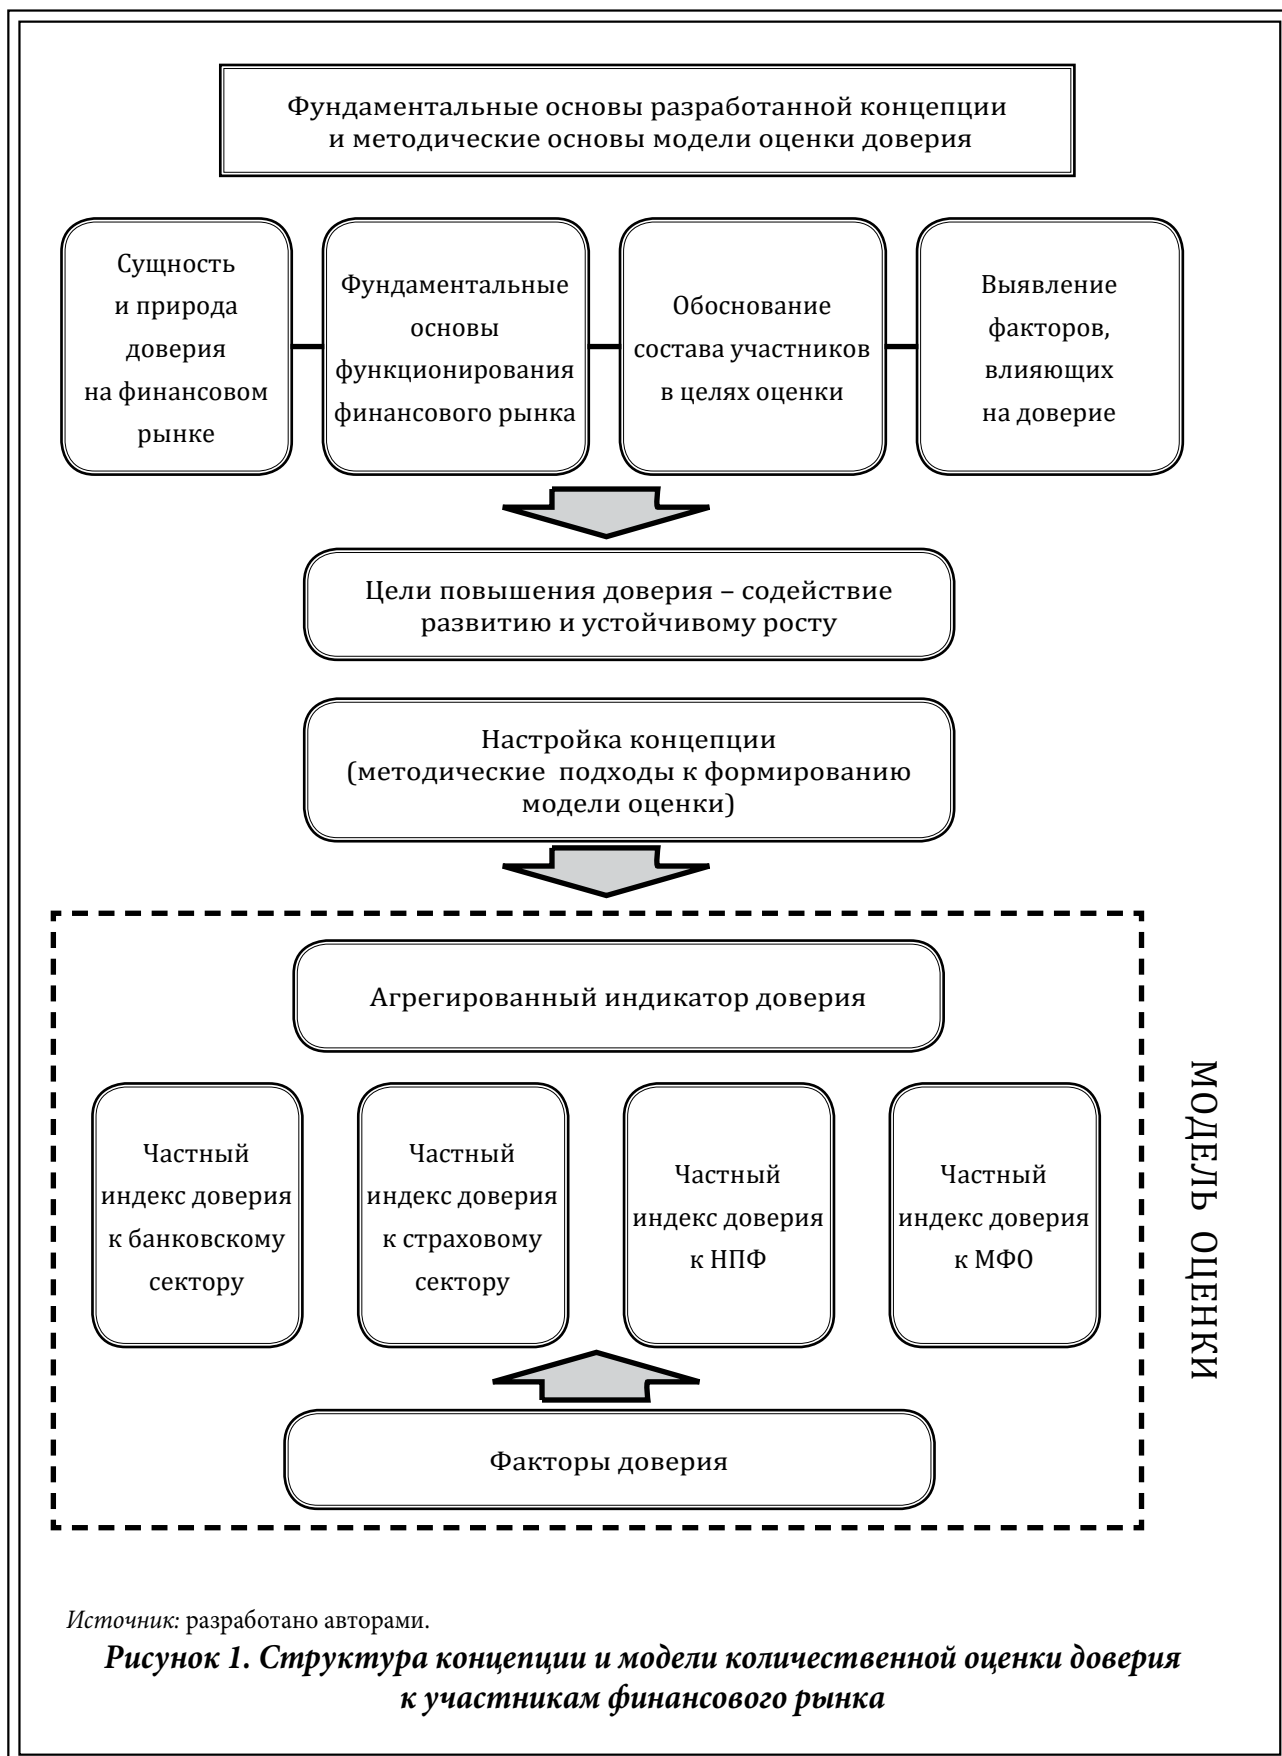 Фундаментальные основы разработанной концепции
и методические основы модели оценки доверия
Сущность
и природа
доверия
на финансовом
рынке
Фундаментальные
основы
функционирования
финансового рынка
Обоснование
состава участников
в целях оценки
Выявление
факторов,
влияющих
на доверие
Цели повышения доверия – содействие
развитию и устойчивому росту
Настройка концепции
(методические подходы к формированию
модели оценки)
Агрегированный индикатор доверия
Частный
индекс доверия
к банковскому
сектору
Частный
индекс доверия
к страховому
сектору
Частный
индекс доверия
к НПФ
Частный
индекс доверия
к МФО
Факторы доверия
МОДЕЛЬ ОЦЕНКИ
Источник: разработано авторами.
Рисунок 1. Структура концепции и модели количественной оценки доверия
к участникам финансового рынка